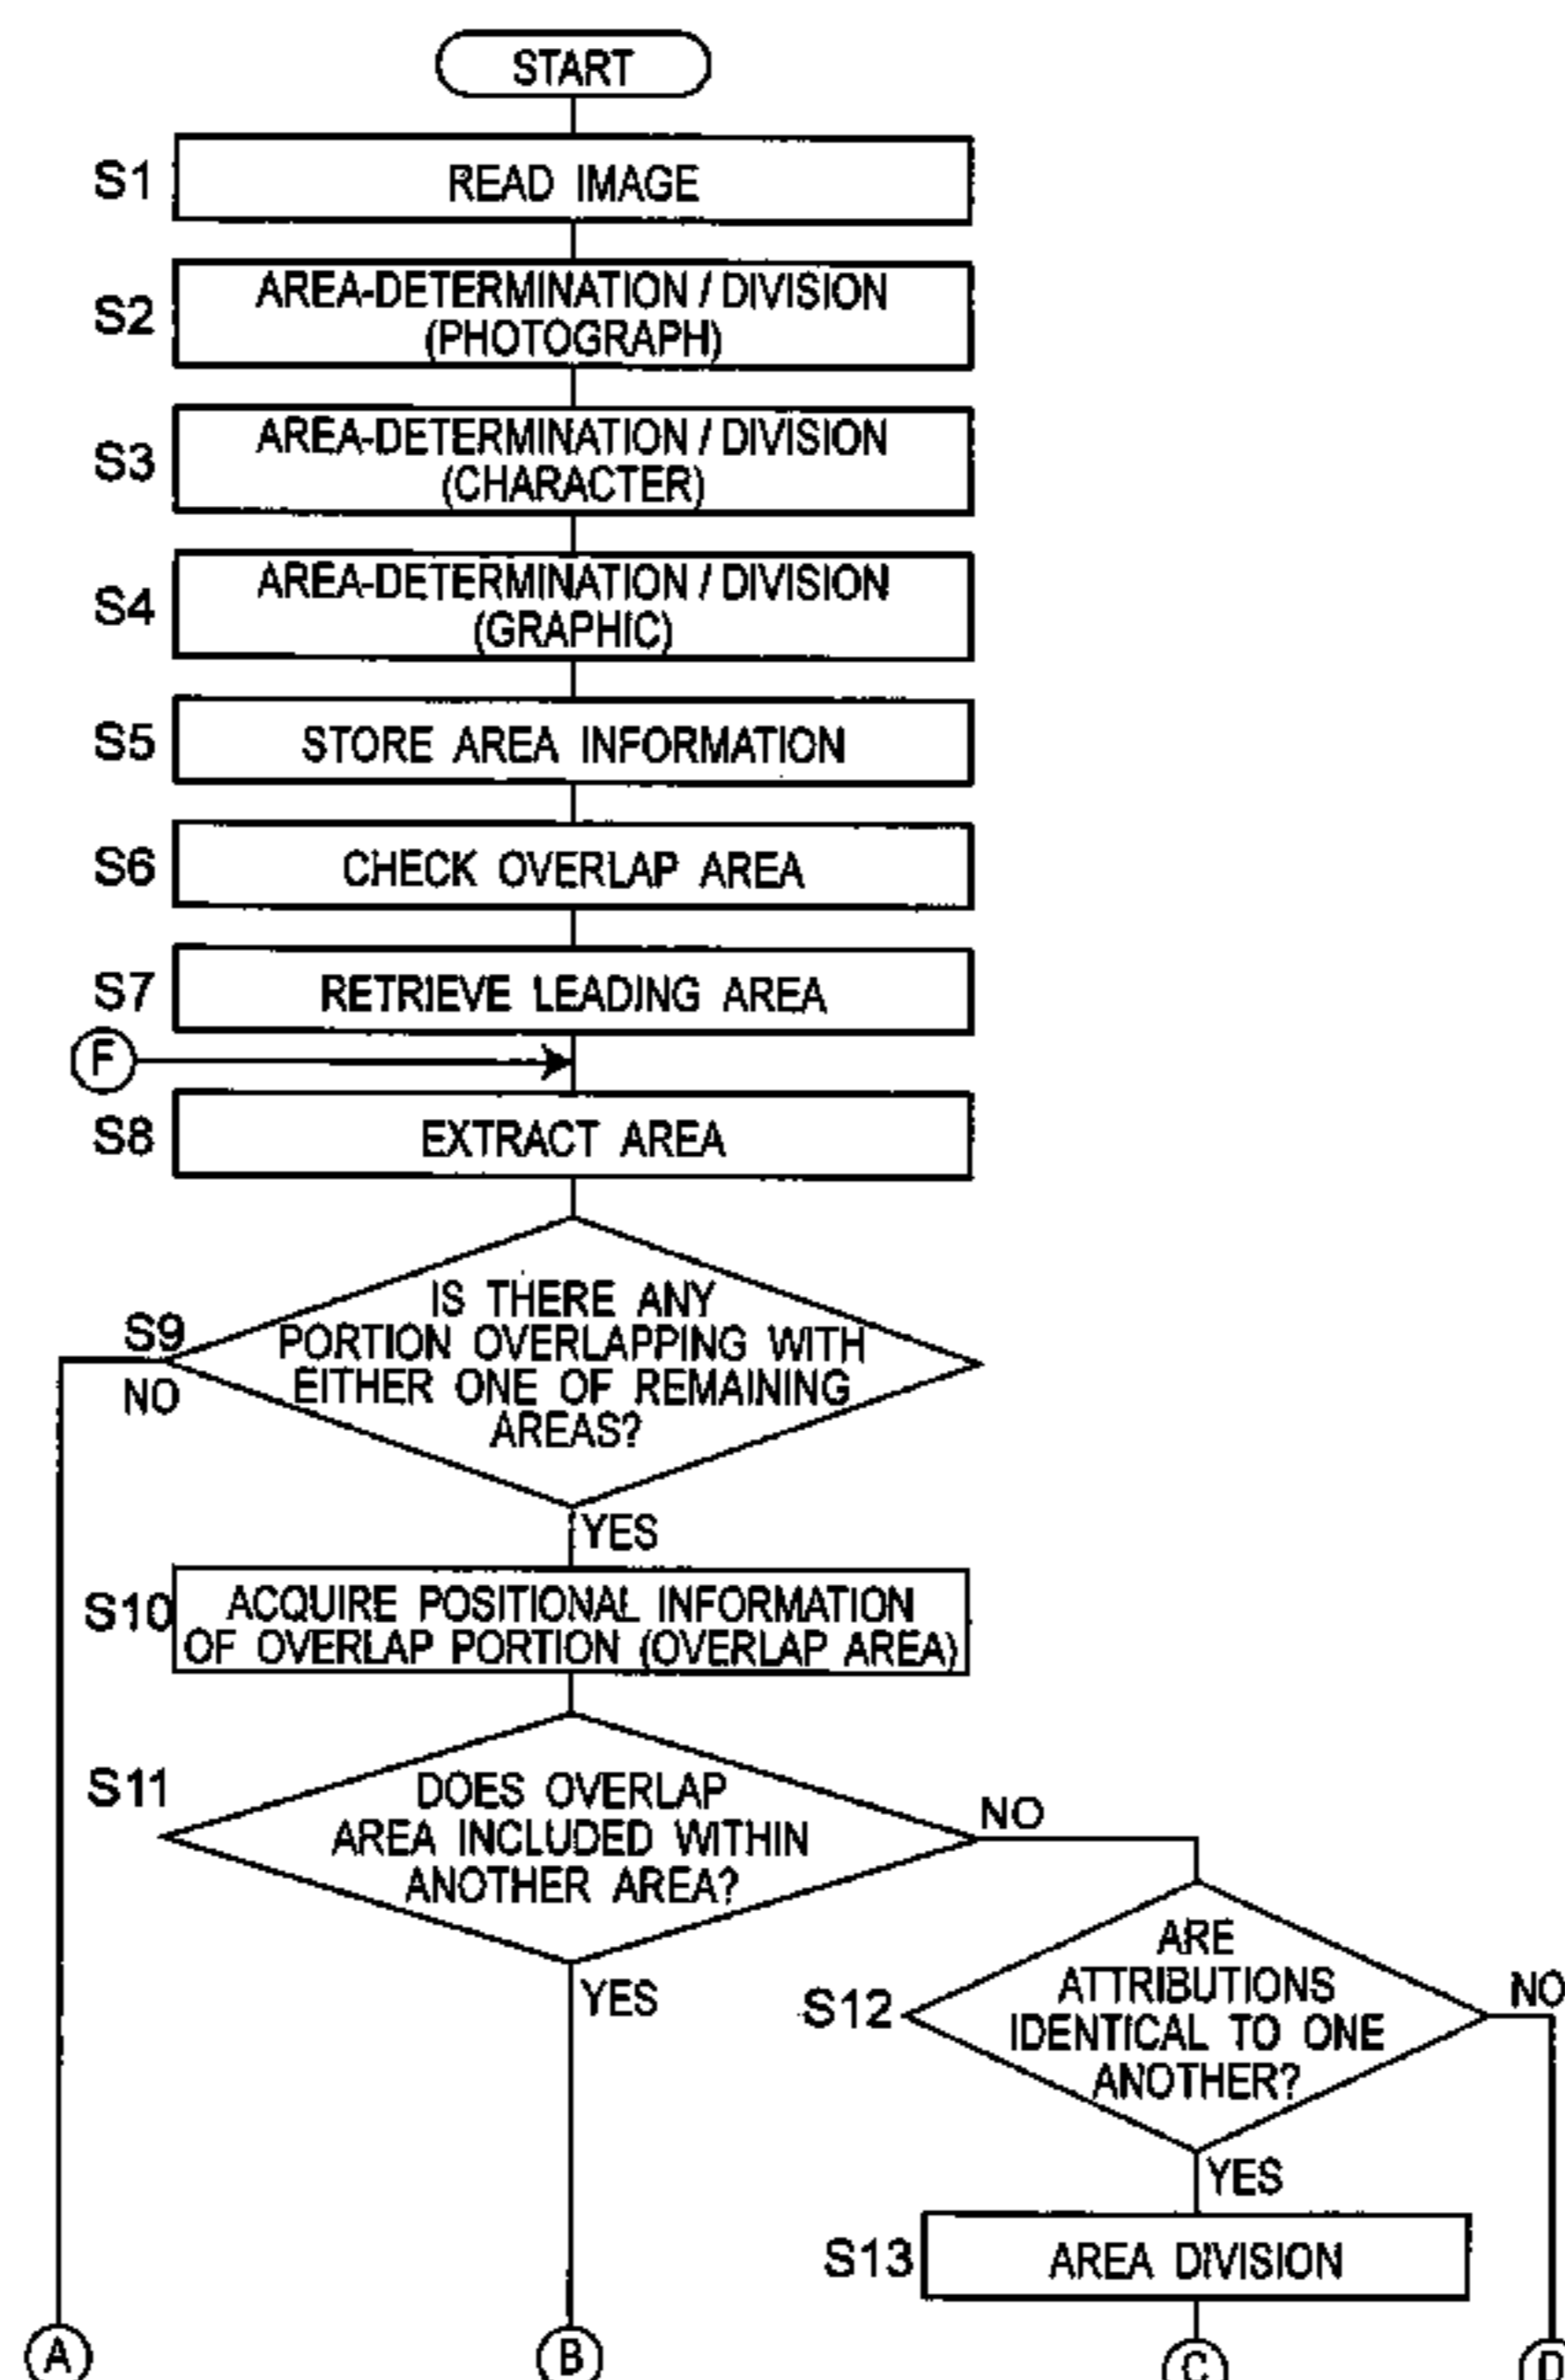 START
S1
READ IMAGE
S2
AREA-DETERMINATION / DIVISION
(PHOTOGRAPH)
S3
AREA-DETERMINATION / DIVISION
(CHARACTER)
S4
AREA-DETERMINATION / DIVISION
(GRAPHIC)
S5
STORE AREA INFORMATION
S6
CHECK OVERLAP AREA
S7
RETRIEVE LEADING AREA
F
S8
EXTRACT AREA
S9
IS THERE ANY
PORTION OVERLAPPING WITH
EITHER ONE OF REMAINING
AREAS?
NO
YES
S10
ACQUIRE POSITIONAL INFORMATION
OF OVERLAP PORTION (OVERLAP AREA)
S11
DOES OVERLAP
AREA INCLUDED WITHIN
ANOTHER AREA?
NO
YES
S12
ARE
ATTRIBUTIONS
IDENTICAL TO ONE
ANOTHER?
NO
YES
S13
AREA DIVISION
A
B
C
D